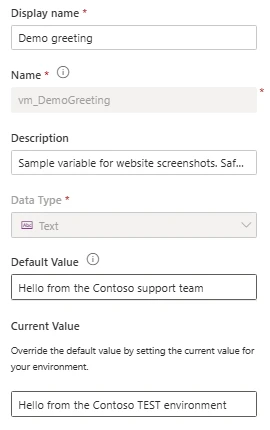 Display name *
Demo greeting
Name *
vm_DemoGreeting
*
Description
Sample variable for website screenshots. Saf...
Data Type *
Abc Text
Default Value
Hello from the Contoso support team
Current Value
Override the default value by setting the current value for
your environment.
Hello from the Contoso TEST environment